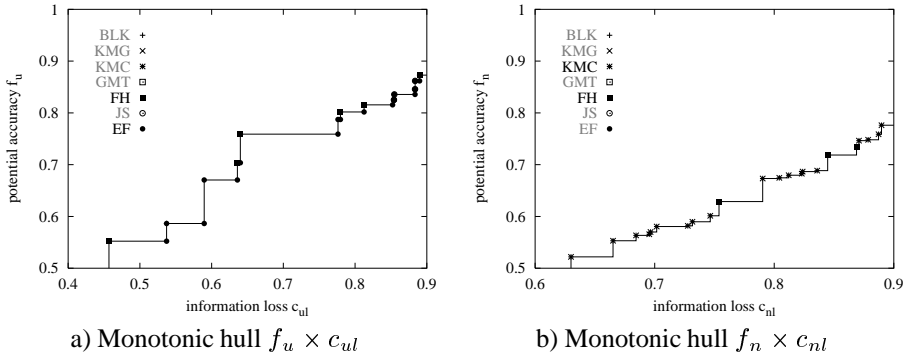 1
0.9
0.8
0.7
0.6
0.5
0.4 0.5 0.6 0.7 0.8 0.9
potential accuracy f_u
information loss c_ul
BLK
KMG
KMC
GMT
FH
JS
EF
a) Monotonic hull f_u × c_ul
1
0.9
0.8
0.7
0.6
0.5
0.7 0.8 0.9
potential accuracy f_n
information loss c_nl
BLK
KMG
KMC
GMT
FH
JS
EF
b) Monotonic hull f_n × c_nl